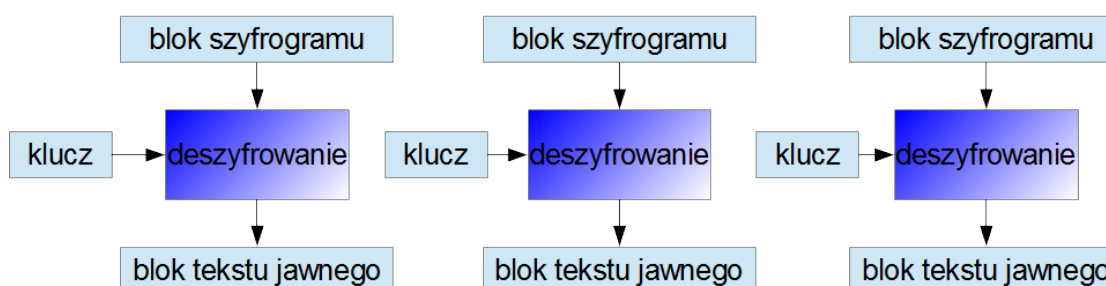 blok szyfrogramu blok szyfrogramu blok szyfrogramu
klucz deszyfrowanie klucz deszyfrowanie klucz deszyfrowanie
blok tekstu jawnego blok tekstu jawnego blok tekstu jawnego